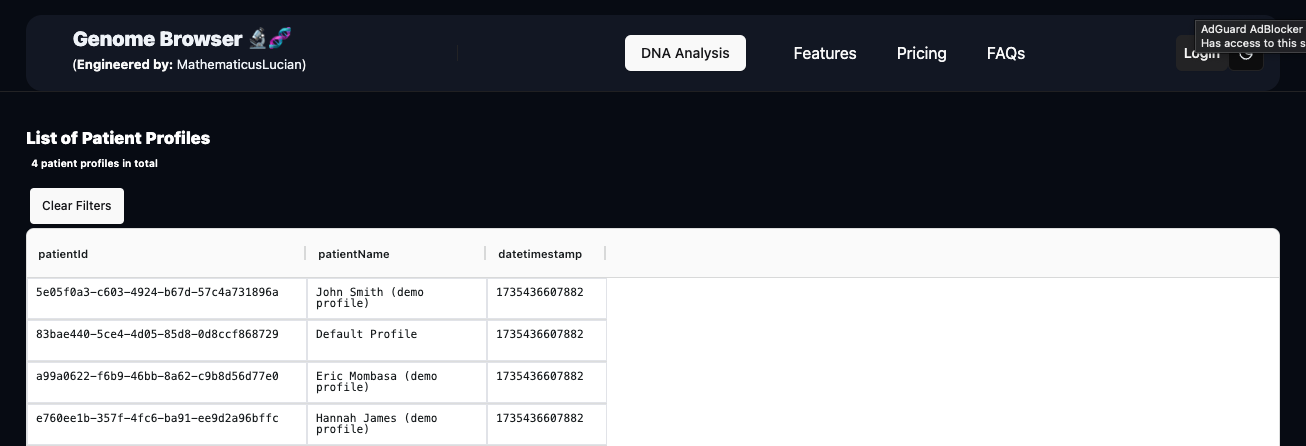 Genome Browser 🔬🧬
(Engineered by: MathematicusLucian)
DNA Analysis
Features
Pricing
FAQs
Login
AdGuard AdBlocker
Has access to this s
List of Patient Profiles
4 patient profiles in total
Clear Filters
patientId patientName datetimestamp
5e05f0a3-c603-4924-b67d-57c4a731896a John Smith (demo 1735436607882
profile)
83bae440-5ce4-4d05-85d8-0d8ccf868729 Default Profile 1735436607882
a99a0622-f6b9-46bb-8a62-c9b8d56d77e0 Eric Mombasa (demo 1735436607882
profile)
e760ee1b-357f-4fc6-ba91-ee9d2a96bffc Hannah James (demo 1735436607882
profile)